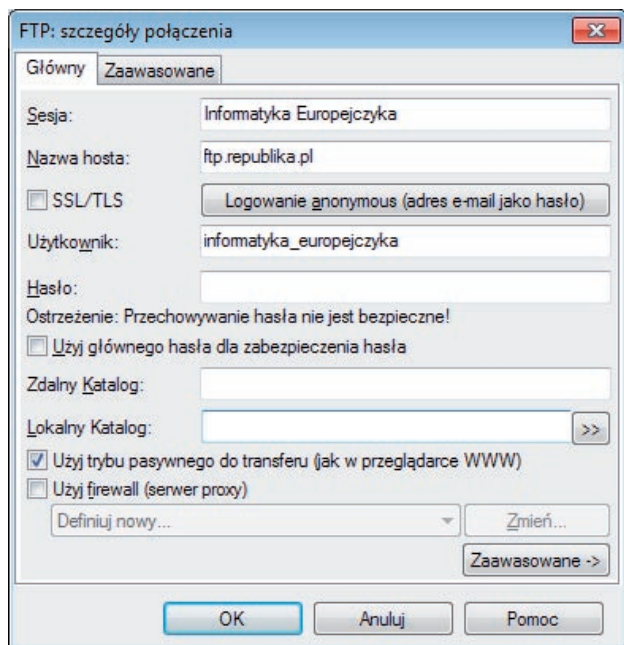 FTP: szczegóły połączenia
Główny Zaawasowane
Sesja: Informatyka Europejczyka
Nazwa hosta: ftp.republika.pl
SSL/TLS Logowanie anonymous (adres e-mail jako hasło)
Użytkownik: informatyka_europejczyka
Hasło:
Ostrzeżenie: Przechowywanie hasła nie jest bezpieczne!
Użyj głównego hasła dla zabezpieczenia hasła
Zdalny Katalog:
Lokalny Katalog: >>
Użyj trybu pasywnego do transferu (jak w przeglądarce WWW)
Użyj firewall (serwer proxy)
Definiuj nowy... Zmień...
Zaawasowane ->
OK Anuluj Pomoc